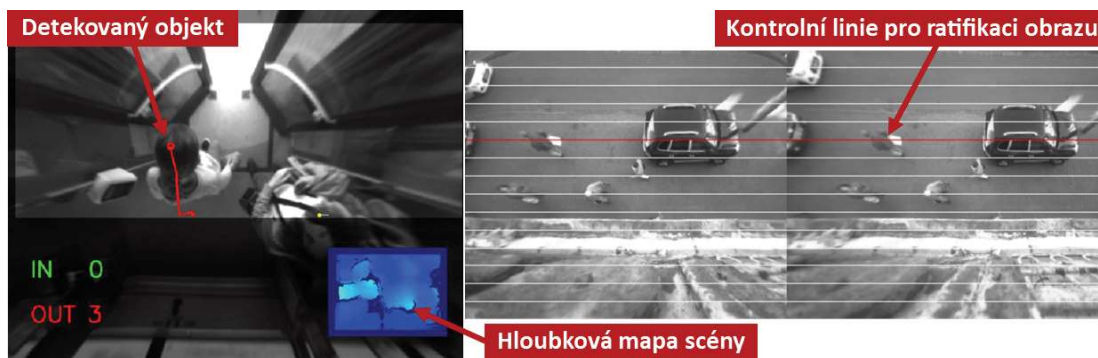 Detekovaný objekt
Kontrolní linie pro ratifikaci obrazu
IN 0
OUT 3
Hloubková mapa scény